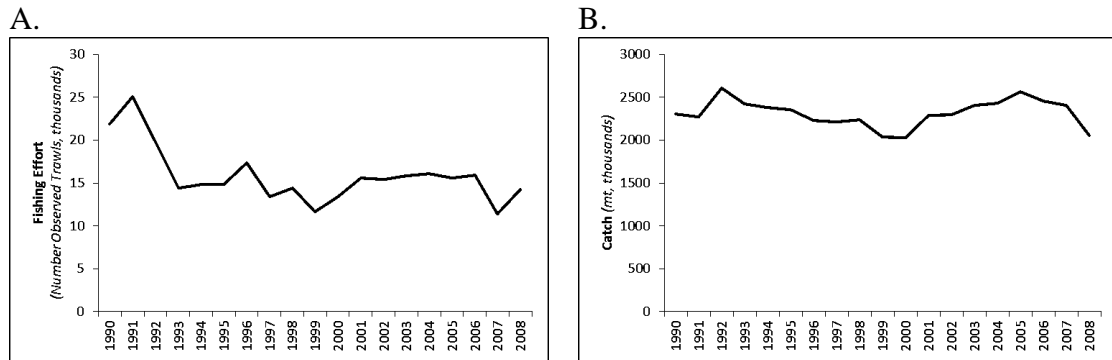 A.
30
25
20
15
10
5
0
Fishing Effort
(Number Observed Trawls, thousands)
1990 1991 1992 1993 1994 1995 1996 1997 1998 1999 2000 2001 2002 2003 2004 2005 2006 2007 2008
B.
3000
2500
2000
1500
1000
500
0
Catch (mt, thousands)
1990 1991 1992 1993 1994 1995 1996 1997 1998 1999 2000 2001 2002 2003 2004 2005 2006 2007 2008